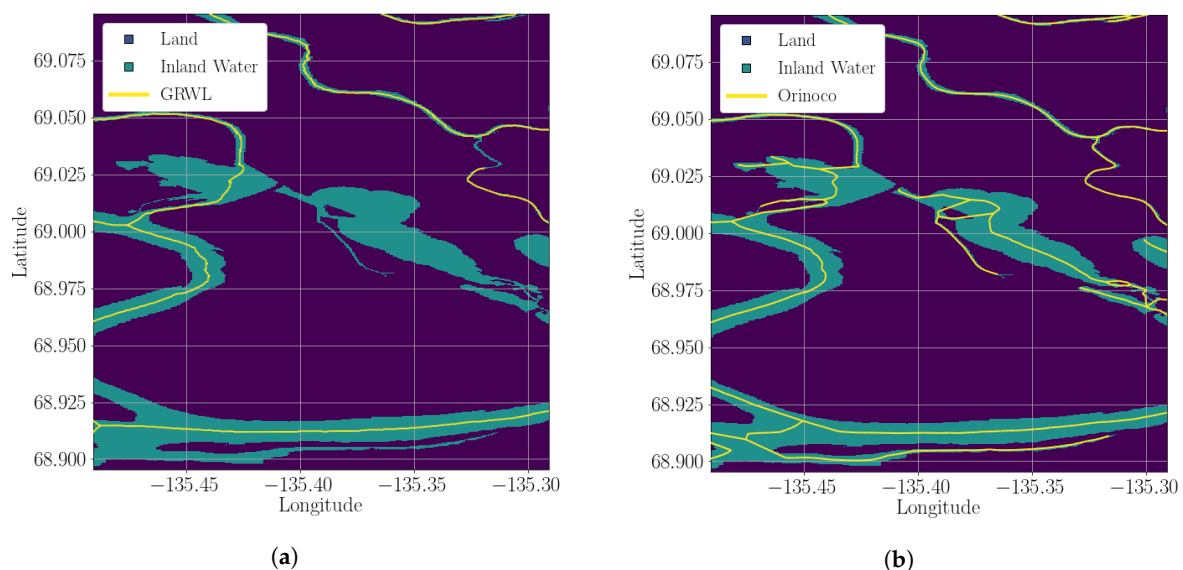 Land
Inland Water
GRWL
69.075
69.050
69.025
69.000
68.975
68.950
68.925
68.900
Latitude
−135.45
−135.40
−135.35
−135.30
Longitude
(a)
Land
Inland Water
Orinoco
69.075
69.050
69.025
69.000
68.975
68.950
68.925
68.900
Latitude
−135.45
−135.40
−135.35
−135.30
Longitude
(b)